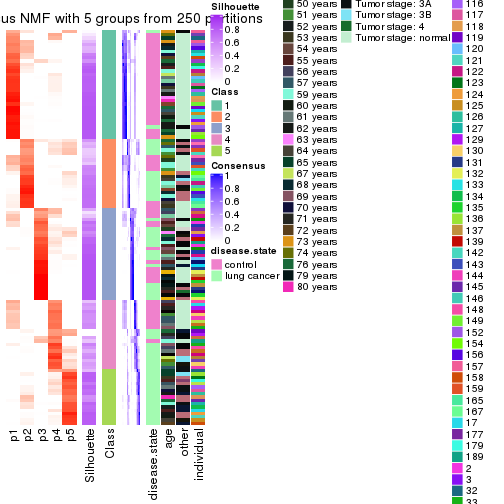 us NMF with 5 groups from 250 partitions
p1
p2
p3
p4
p5
Silhouette
Class
disease.state
age
other
individual
Silhouette
0.8
0.6
0.4
0.2
0
Class
1
2
3
4
5
Consensus
1
0.8
0.6
0.4
0.2
0
disease.state
control
lung cancer
50 years
51 years
52 years
53 years
54 years
55 years
56 years
57 years
59 years
60 years
61 years
62 years
63 years
64 years
65 years
67 years
68 years
69 years
70 years
71 years
72 years
73 years
74 years
76 years
79 years
80 years
Tumor stage: 3A
Tumor stage: 3B
Tumor stage: 4
Tumor stage: normal
116
117
118
119
120
121
122
123
124
125
126
127
129
130
131
132
133
134
135
136
137
139
142
143
144
145
146
148
149
152
154
156
157
158
159
165
167
17
177
179
189
2
3
32
33